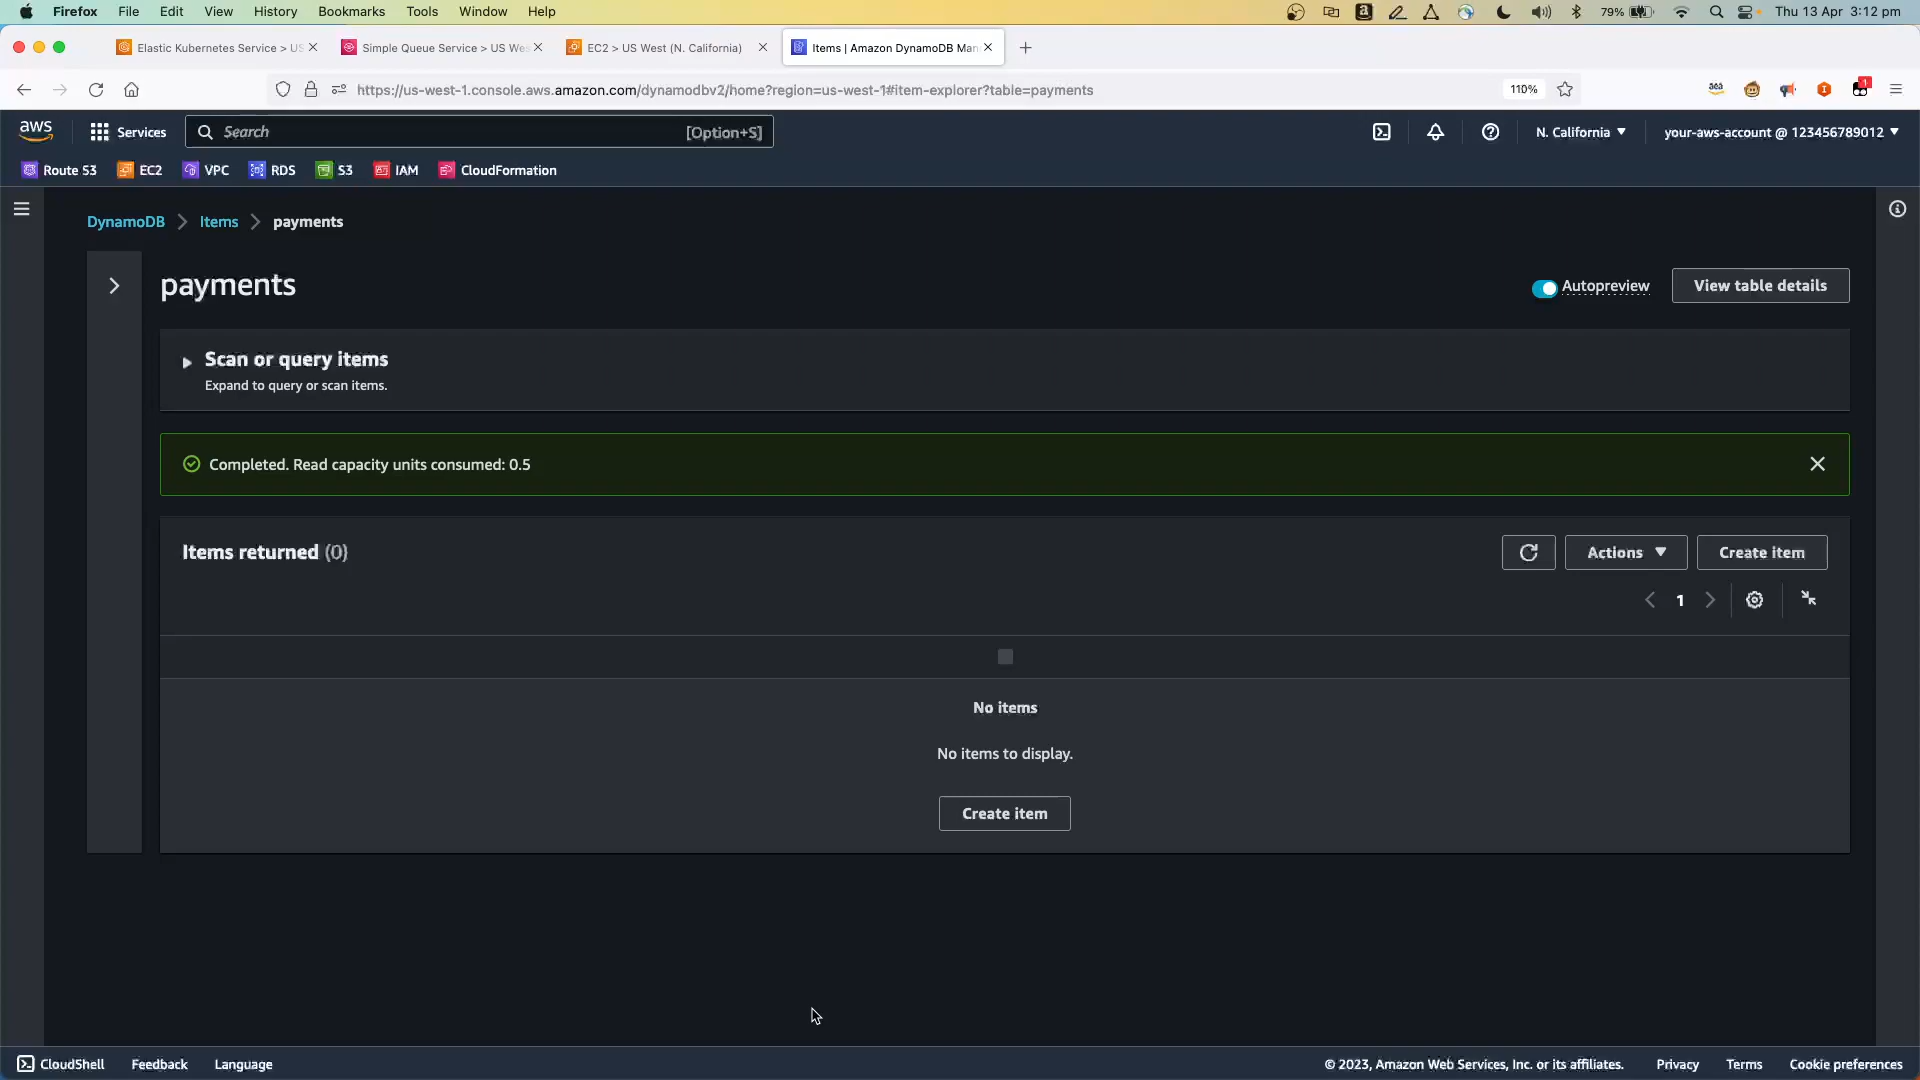 Firefox File Edit View History Bookmarks Tools Window Help 79% Thu 13 Apr 3:12 pm
Elastic Kubernetes Service > US Simple Queue Service > US Wes EC2 > US West (N. California) Items | Amazon DynamoDB Man
https://us-west-1.console.aws.amazon.com/dynamodbv2/home?region=us-west-1#item-explorer?table=payments 110% 1
aws Services Search [Option+S] N. California your-aws-account @ 123456789012
Route 53 EC2 VPC RDS S3 IAM CloudFormation
DynamoDB Items payments
payments Autopreview View table details
Scan or query items
Expand to query or scan items.
Completed. Read capacity units consumed: 0.5
Items returned (0) Actions Create item
1
No items
No items to display.
Create item
CloudShell Feedback Language © 2023, Amazon Web Services, Inc. or its affiliates. Privacy Terms Cookie preferences